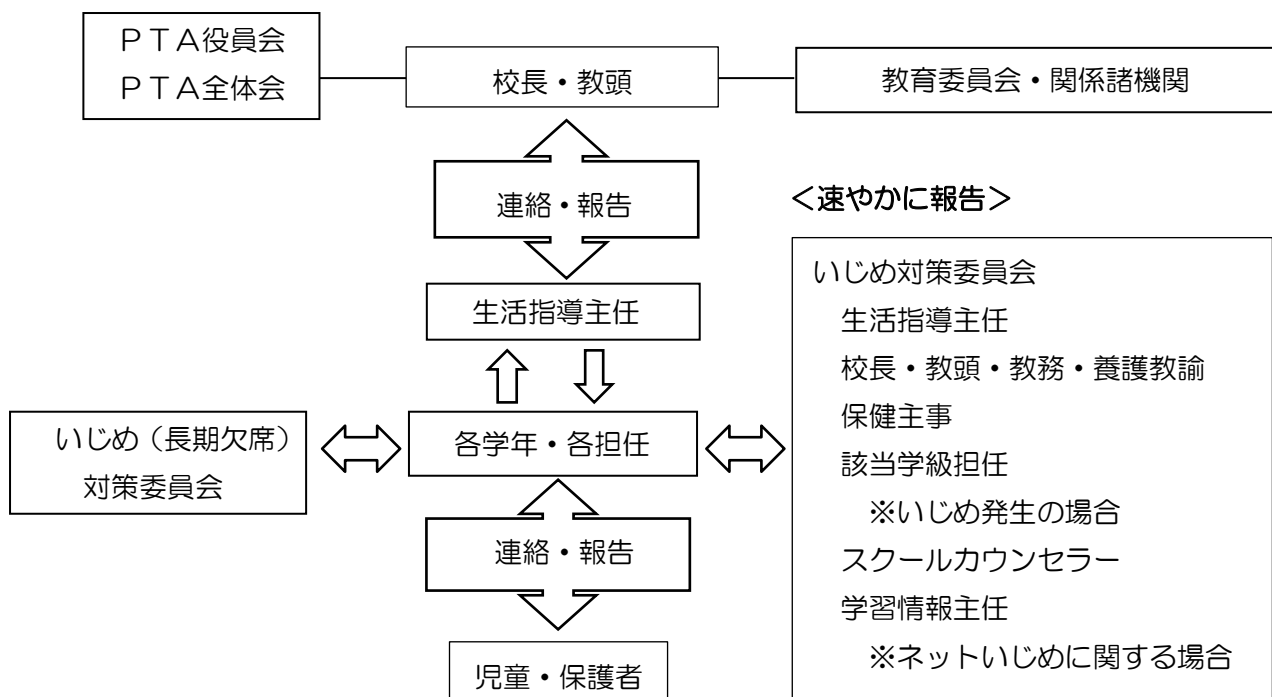 ＰＴＡ役員会
ＰＴＡ全体会
校長・教頭
教育委員会・関係諸機関
連絡・報告
＜速やかに報告＞
生活指導主任
いじめ（長期欠席）
対策委員会
各学年・各担任
いじめ対策委員会
生活指導主任
校長・教頭・教務・養護教諭
保健主事
該当学級担任
※いじめ発生の場合
スクールカウンセラー
学習情報主任
※ネットいじめに関する場合
連絡・報告
児童・保護者